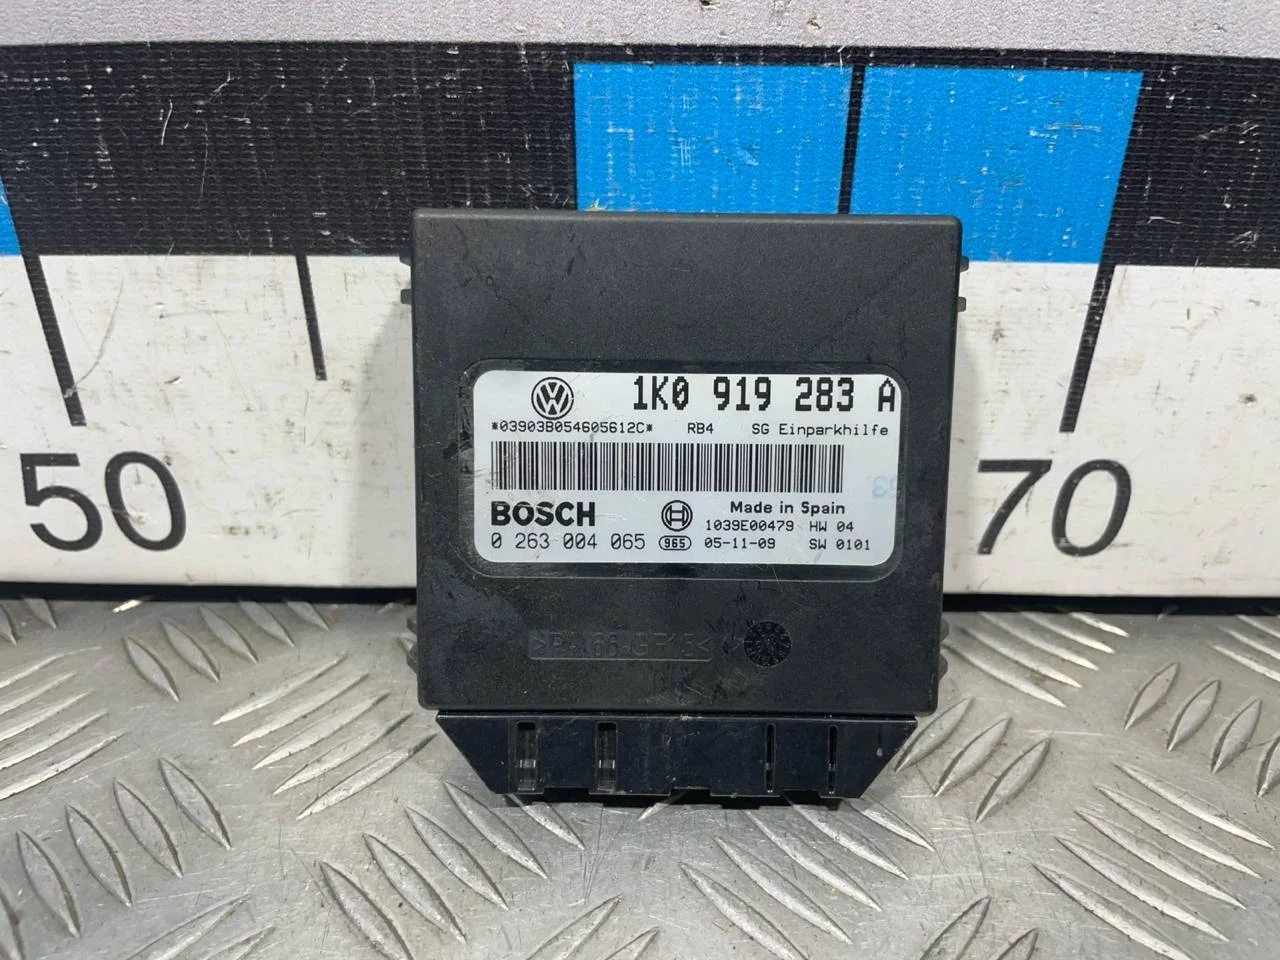 1K0 919 283 A
*03903B054605612C* RB4 SG Einparkhilfe
BOSCH Made in Spain
1039E00479 HW 04
0 263 004 065 965 05-11-09 SW 0101
50 70